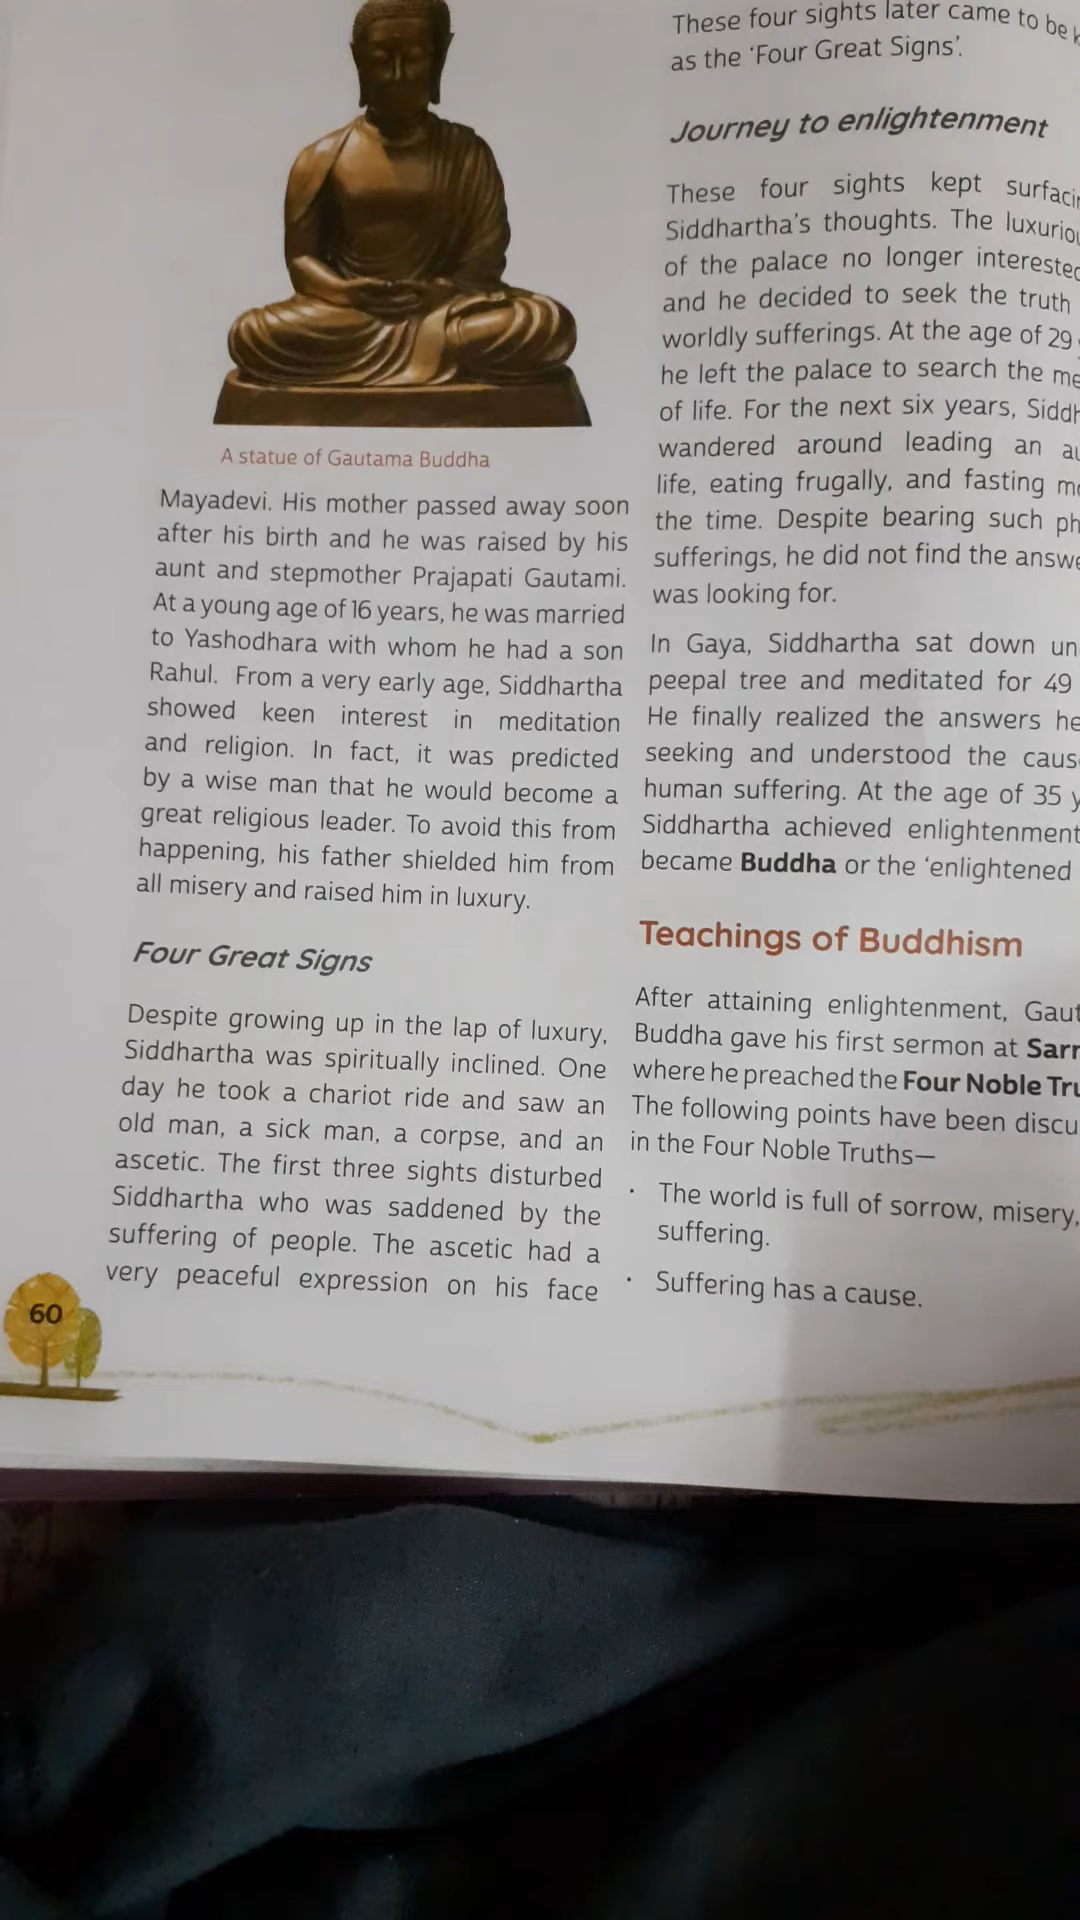 A statue of Gautama Buddha
Mayadevi. His mother passed away soon
after his birth and he was raised by his
aunt and stepmother Prajapati Gautami.
At a young age of 16 years, he was married
to Yashodhara with whom he had a son
Rahul. From a very early age, Siddhartha
showed keen interest in meditation
and religion. In fact, it was predicted
by a wise man that he would become a
great religious leader. To avoid this from
happening, his father shielded him from
all misery and raised him in luxury.
Four Great Signs
Despite growing up in the lap of luxury,
Siddhartha was spiritually inclined. One
day he took a chariot ride and saw an
old man, a sick man, a corpse, and an
ascetic. The first three sights disturbed
Siddhartha who was saddened by the
suffering of people. The ascetic had a
very peaceful expression on his face
60
These four sights later came to be
as the ‘Four Great Signs’.
Journey to enlightenment
These four sights kept
Siddhartha's thoughts. The
of the palace no longer
and he decided to seek the truth
worldly sufferings. At the age of 29
he left the palace to search the
of life. For the next six years,
wandered around leading an
life, eating frugally, and fasting
the time. Despite bearing such
sufferings, he did not find the
was looking for.
In Gaya, Siddhartha sat down
peepal tree and meditated for 49
He finally realized the answers
seeking and understood the
human suffering. At the age of 35
Siddhartha achieved enlightenment
became Buddha or the ‘enlightened
Teachings of Buddhism
After attaining enlightenment,
Buddha gave his first sermon at
where he preached the Four Noble
The following points have been
in the Four Noble Truths—
• The world is full of sorrow, misery,
suffering.
• Suffering has a cause.